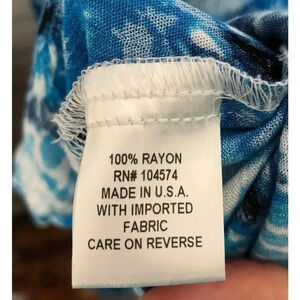 100% RAYON
RN# 104574
MADE IN U.S.A.
WITH IMPORTED
FABRIC
CARE ON REVERSE